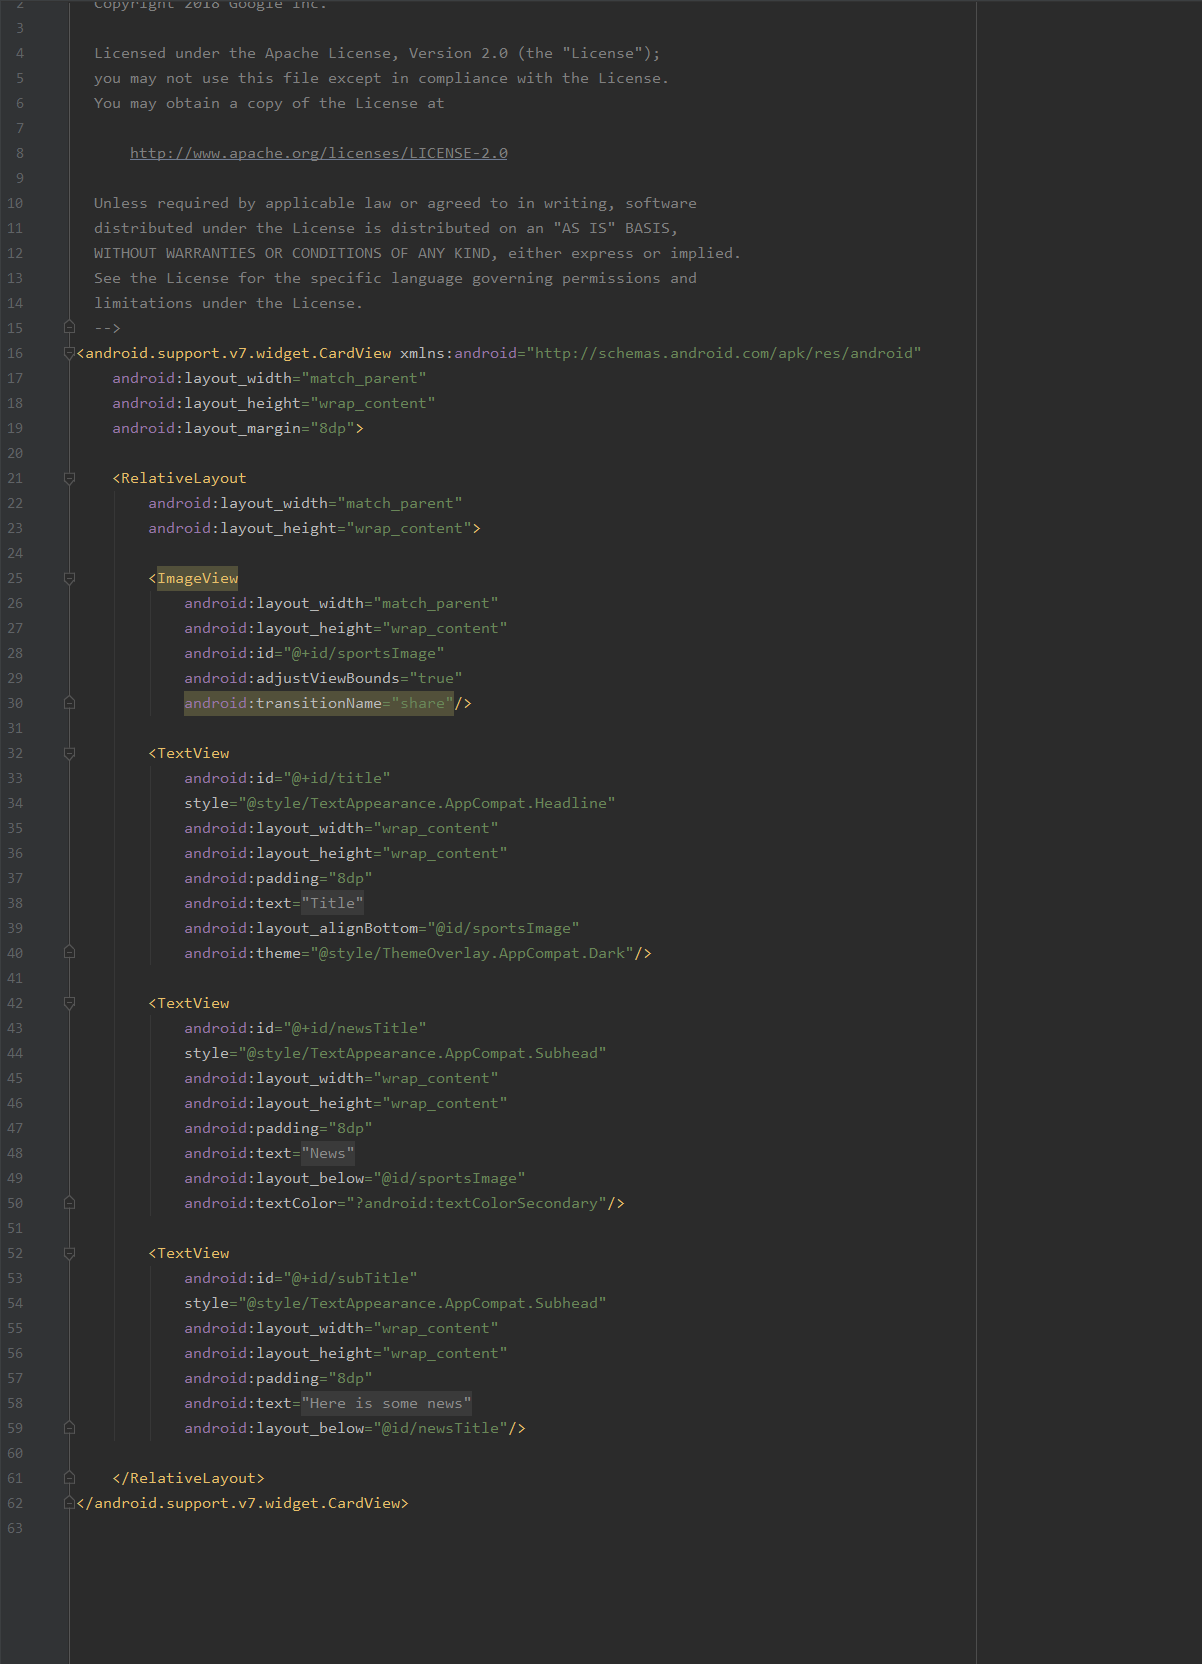 2 Copyright 2018 Google Inc.
3
4 Licensed under the Apache License, Version 2.0 (the "License");
5 you may not use this file except in compliance with the License.
6 You may obtain a copy of the License at
7
8 http://www.apache.org/licenses/LICENSE-2.0
9
10 Unless required by applicable law or agreed to in writing, software
11 distributed under the License is distributed on an "AS IS" BASIS,
12 WITHOUT WARRANTIES OR CONDITIONS OF ANY KIND, either express or implied.
13 See the License for the specific language governing permissions and
14 limitations under the License.
15 -->
16 <android.support.v7.widget.CardView xmlns:android="http://schemas.android.com/apk/res/android"
17 android:layout_width="match_parent"
18 android:layout_height="wrap_content"
19 android:layout_margin="8dp">
20
21 <RelativeLayout
22 android:layout_width="match_parent"
23 android:layout_height="wrap_content">
24
25 <ImageView
26 android:layout_width="match_parent"
27 android:layout_height="wrap_content"
28 android:id="@+id/sportsImage"
29 android:adjustViewBounds="true"
30 android:transitionName="share"/>
31
32 <TextView
33 android:id="@+id/title"
34 style="@style/TextAppearance.AppCompat.Headline"
35 android:layout_width="wrap_content"
36 android:layout_height="wrap_content"
37 android:padding="8dp"
38 android:text="Title"
39 android:layout_alignBottom="@id/sportsImage"
40 android:theme="@style/ThemeOverlay.AppCompat.Dark"/>
41
42 <TextView
43 android:id="@+id/newsTitle"
44 style="@style/TextAppearance.AppCompat.Subhead"
45 android:layout_width="wrap_content"
46 android:layout_height="wrap_content"
47 android:padding="8dp"
48 android:text="News"
49 android:layout_below="@id/sportsImage"
50 android:textColor="?android:textColorSecondary"/>
51
52 <TextView
53 android:id="@+id/subTitle"
54 style="@style/TextAppearance.AppCompat.Subhead"
55 android:layout_width="wrap_content"
56 android:layout_height="wrap_content"
57 android:padding="8dp"
58 android:text="Here is some news"
59 android:layout_below="@id/newsTitle"/>
60
61 </RelativeLayout>
62 </android.support.v7.widget.CardView>
63